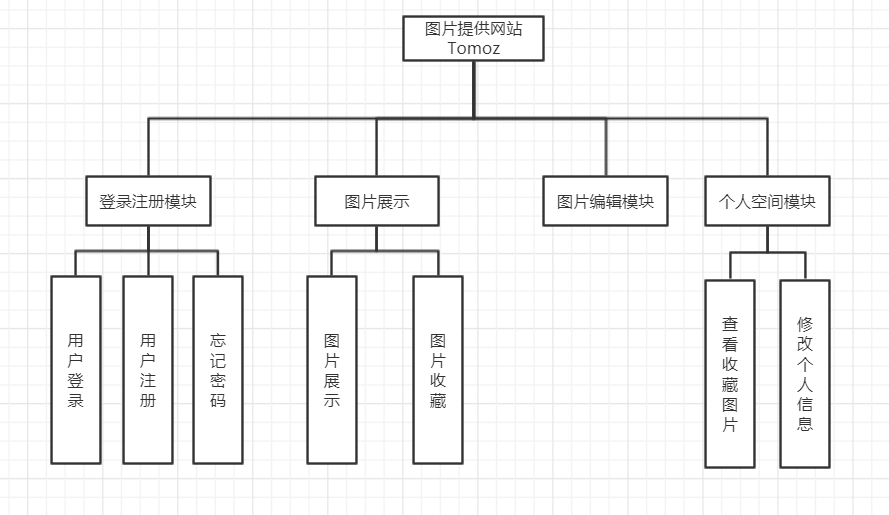 图片提供网站
Tomoz
登录注册模块
图片展示
图片编辑模块
个人空间模块
用户登录
用户注册
忘记密码
图片展示
图片收藏
查看收藏图片
修改个人信息